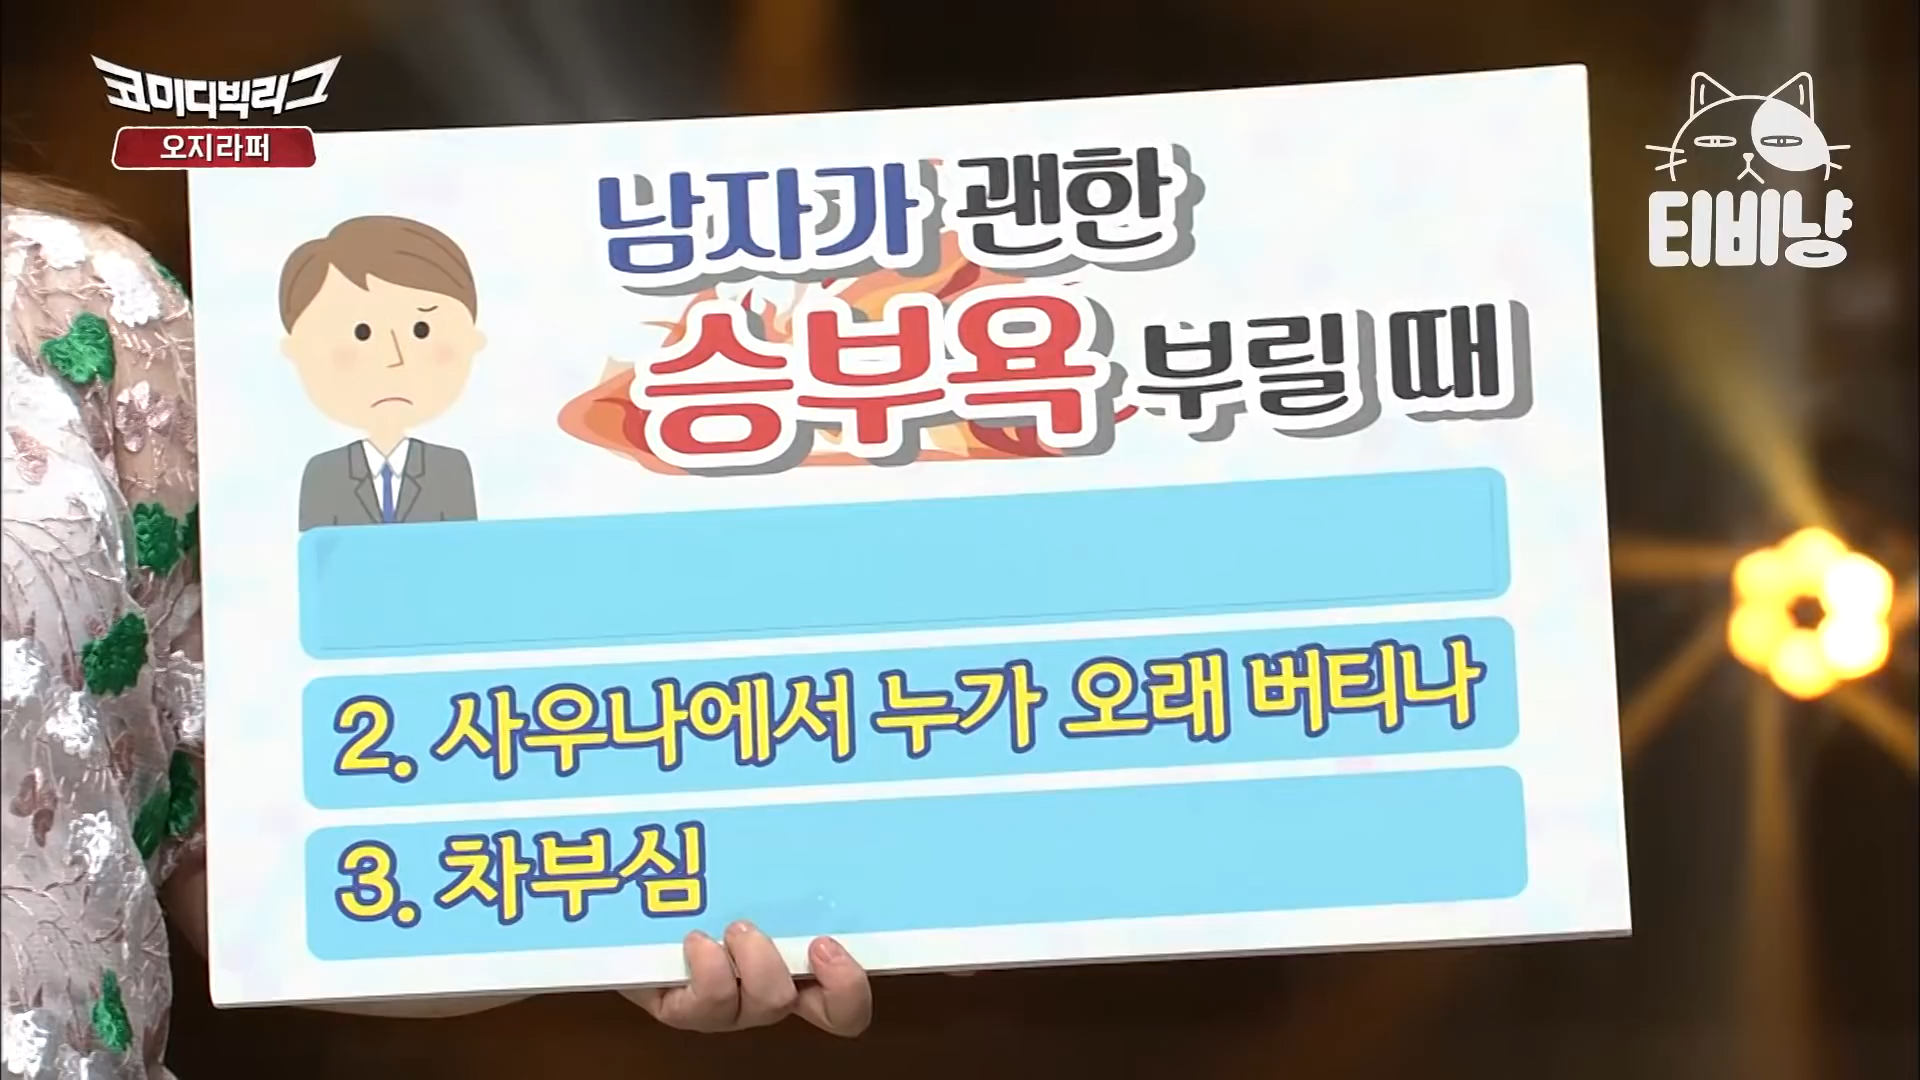 코미디빅리그
오지라퍼
티비냥
남자가 괜한
승부욕 부릴 때
2. 사우나에서 누가 오래 버티나
3. 차부심